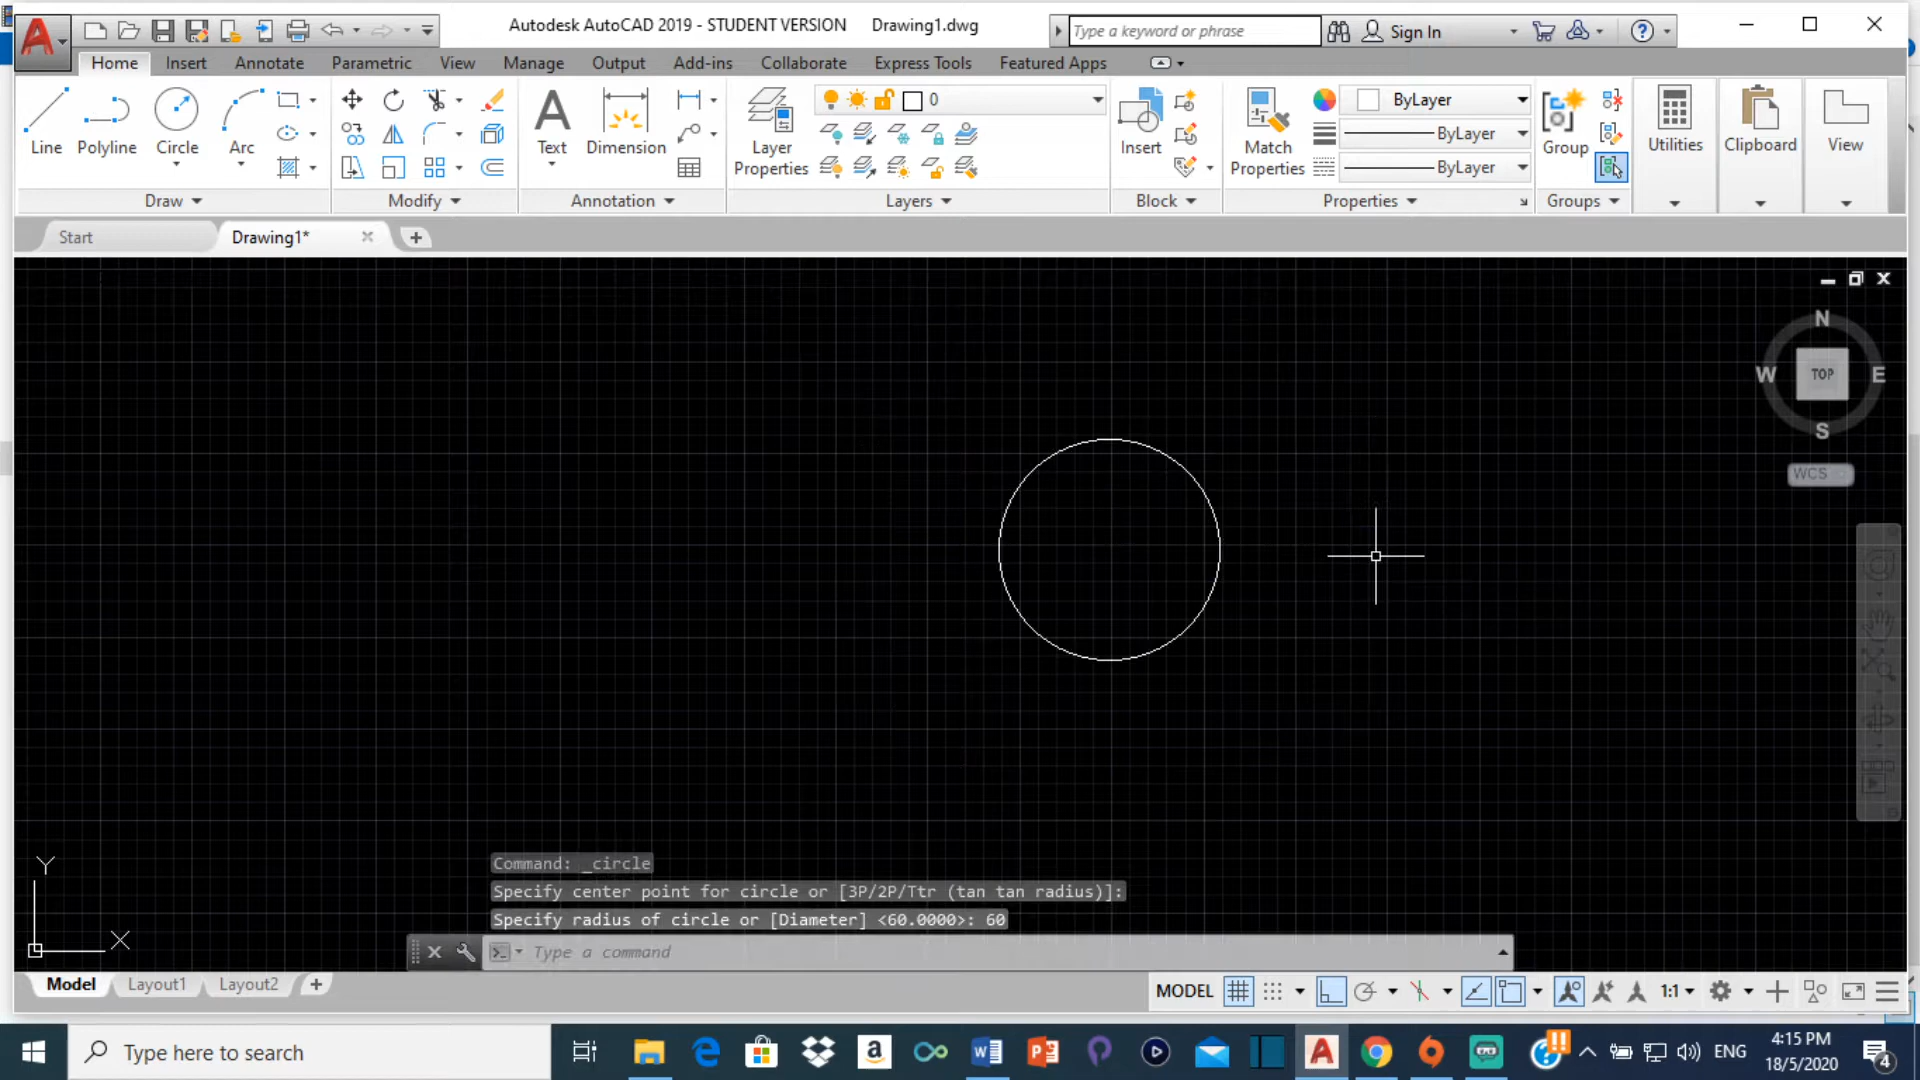 Autodesk AutoCAD 2019 - STUDENT VERSION Drawing1.dwg
Type a keyword or phrase
Sign In
Home Insert Annotate Parametric View Manage Output Add-ins Collaborate Express Tools Featured Apps
Line Polyline Circle Arc
Text Dimension
Layer Properties
0
Insert
Match Properties
ByLayer
ByLayer
ByLayer
Group
Utilities
Clipboard
View
Draw Modify Annotation Layers Block Properties Groups
Start Drawing1*
N
W TOP E
S
WCS
Y
X
Command: _circle
Specify center point for circle or [3P/2P/Ttr (tan tan radius)]:
Specify radius of circle or [Diameter] <60.0000>: 60
Type a command
Model Layout1 Layout2
MODEL 1:1
Type here to search
ENG
4:15 PM
18/5/2020
4